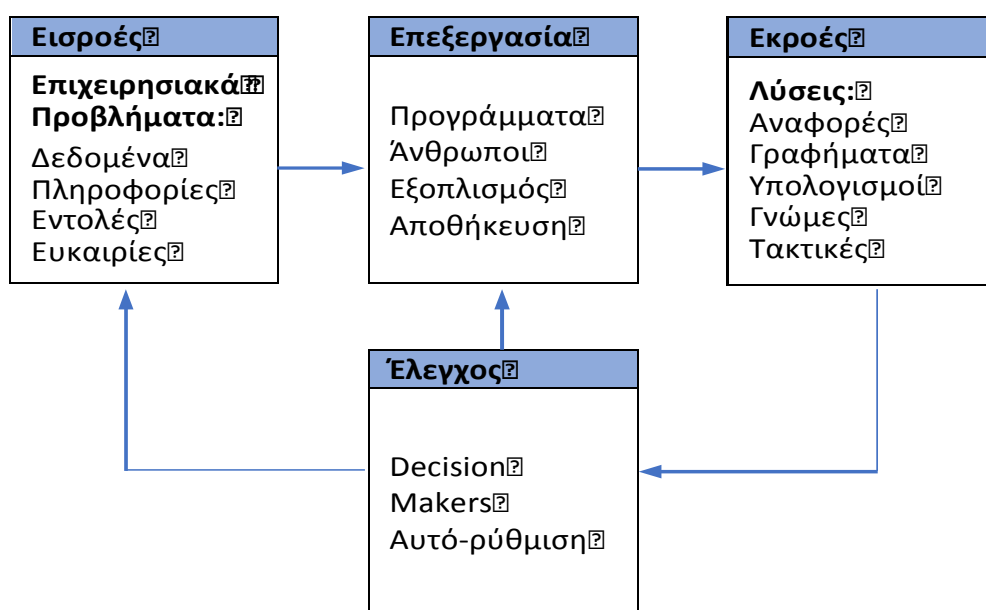 Εισροές
Επιχειρησιακά
Προβλήματα:
Δεδομένα
Πληροφορίες
Εντολές
Ευκαιρίες
Επεξεργασία
Προγράμματα
Άνθρωποι
Εξοπλισμός
Αποθήκευση
Εκροές
Λύσεις:
Αναφορές
Γραφήματα
Υπολογισμοί
Γνώμες
Τακτικές
Έλεγχος
Decision
Makers
Αυτό-ρύθμιση